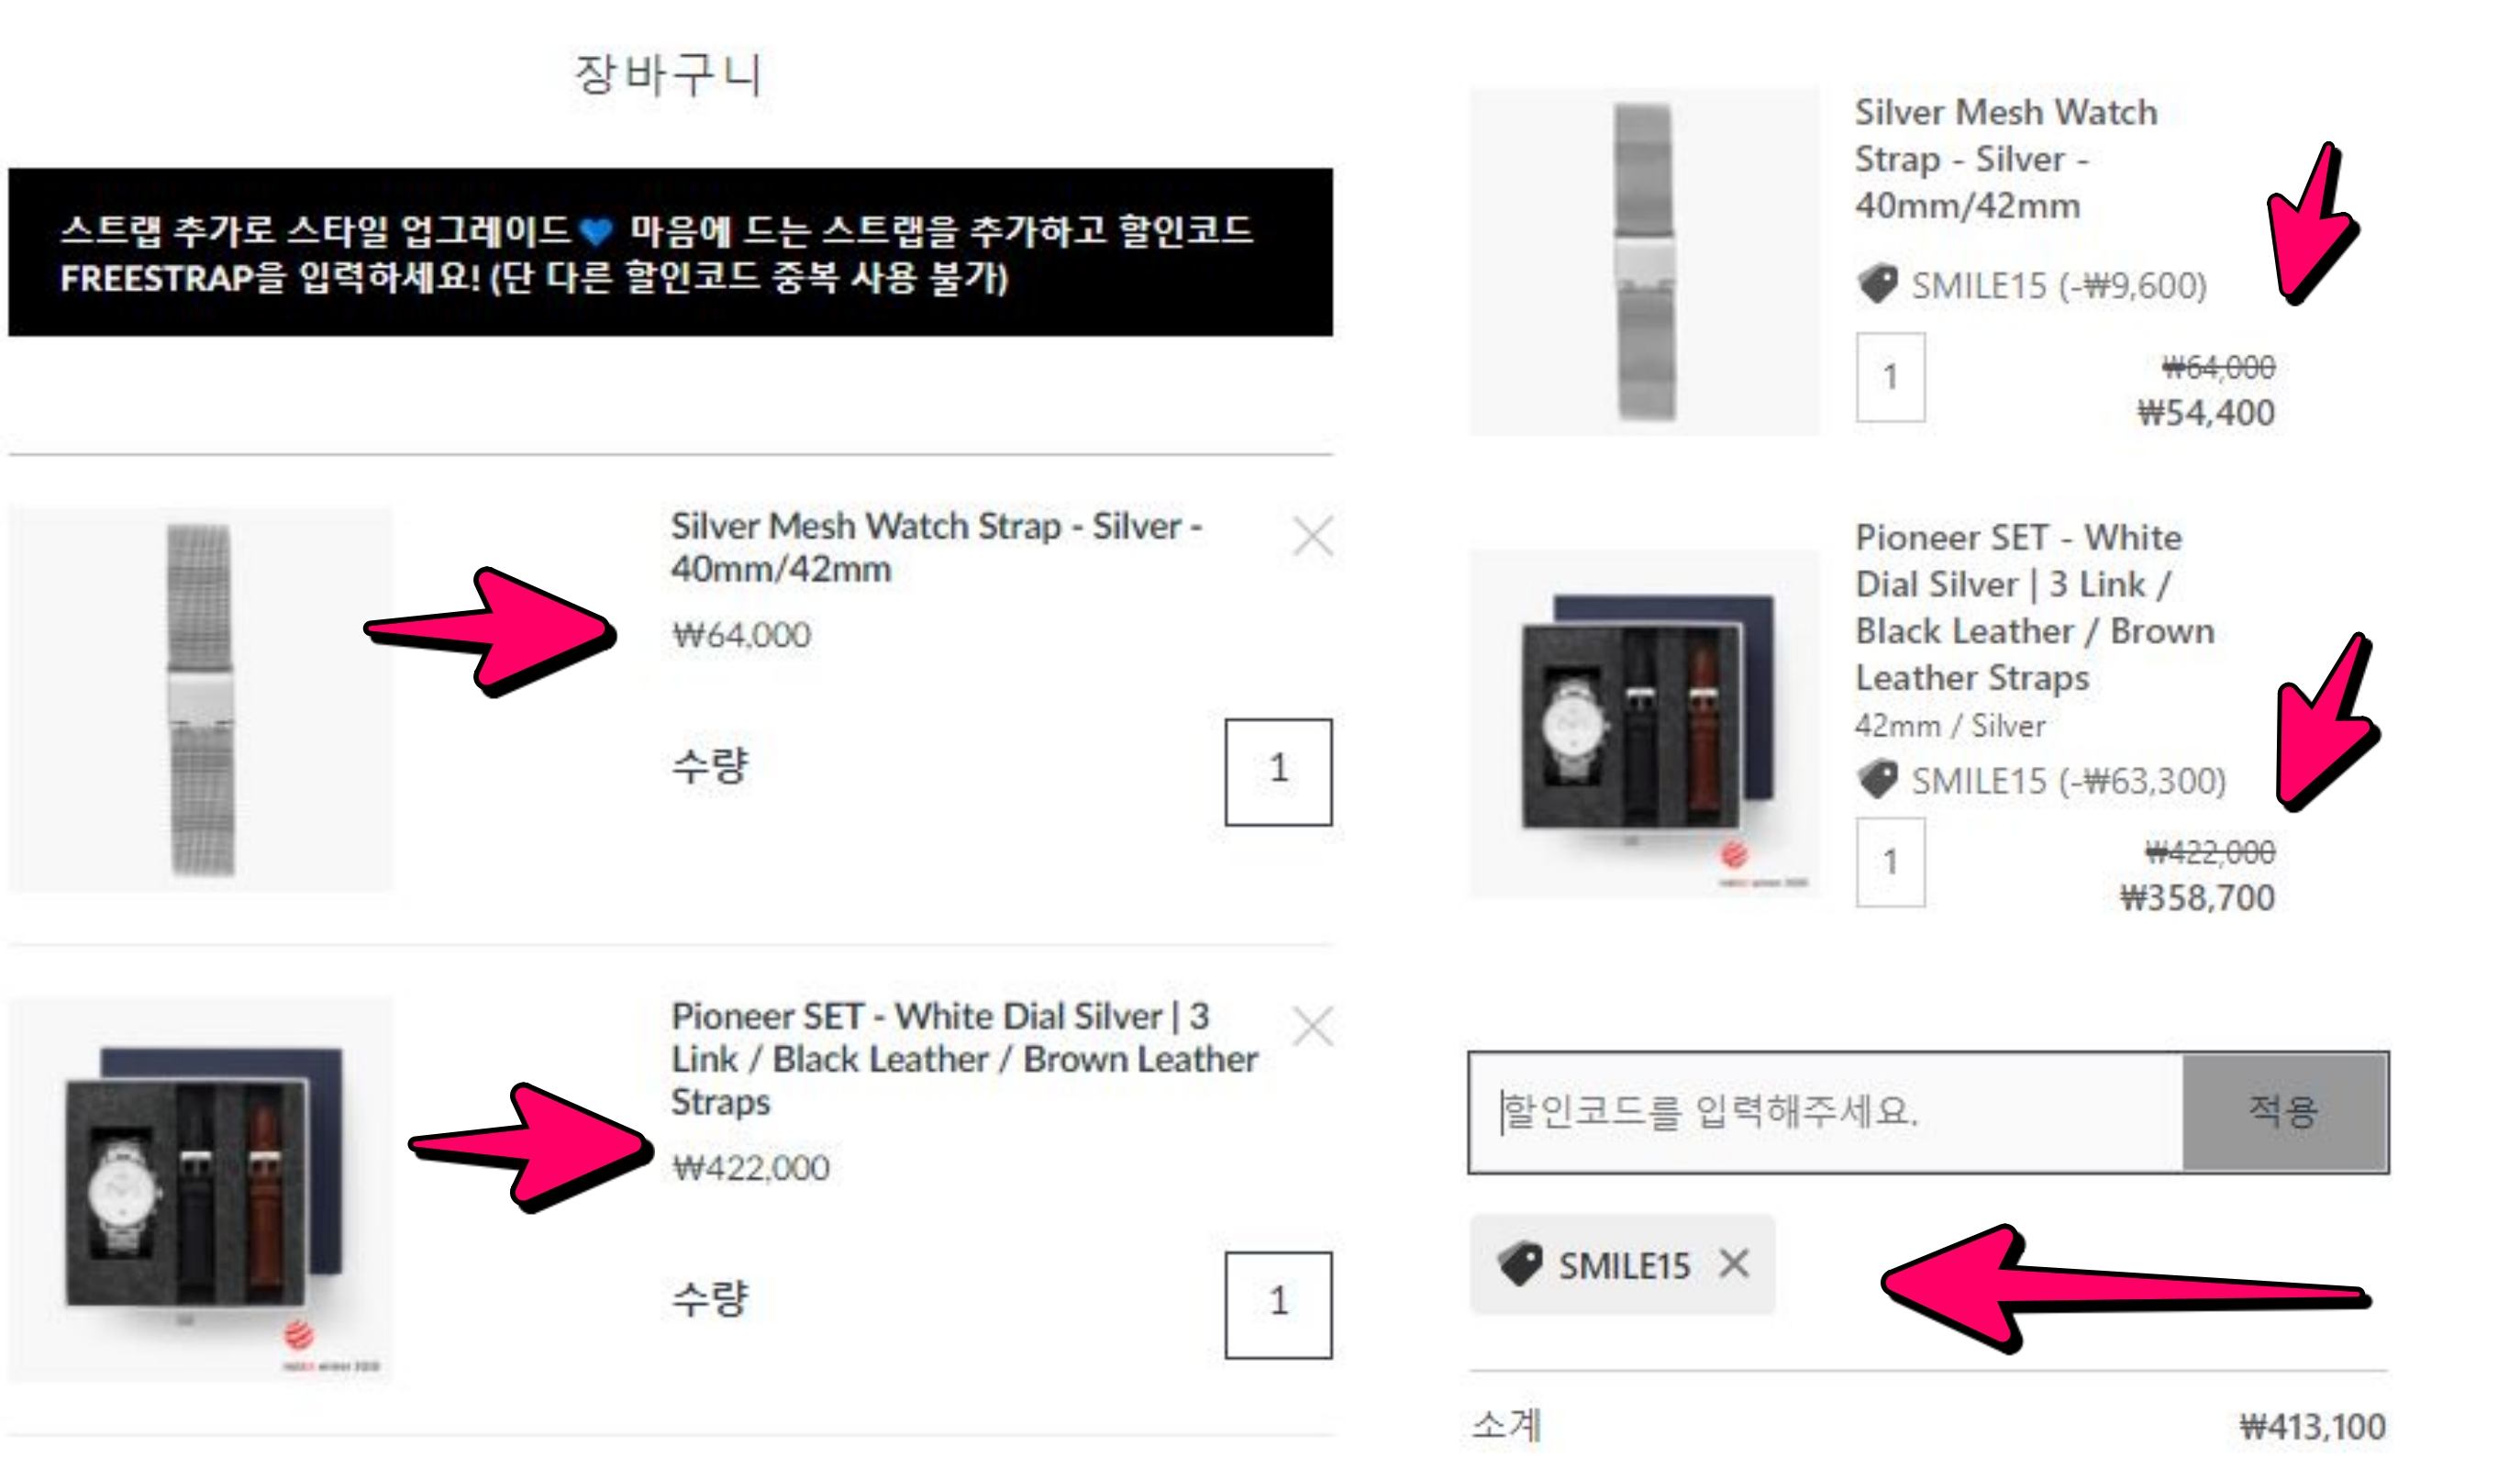 장바구니
스트랩 추가로 스타일 업그레이드💙 마음에 드는 스트랩을 추가하고 할인코드
FREESTRAP을 입력하세요! (단 다른 할인코드 중복 사용 불가)
Silver Mesh Watch Strap - Silver -
40mm/42mm
₩64,000
수량
1
Pioneer SET - White Dial Silver | 3
Link / Black Leather / Brown Leather
Straps
₩422,000
수량
1
Silver Mesh Watch
Strap - Silver -
40mm/42mm
SMILE15 (-₩9,600)
1
₩64,000
₩54,400
Pioneer SET - White
Dial Silver | 3 Link /
Black Leather / Brown
Leather Straps
42mm / Silver
SMILE15 (-₩63,300)
1
₩422,000
₩358,700
할인코드를 입력해주세요.
적용
SMILE15
소계
₩413,100